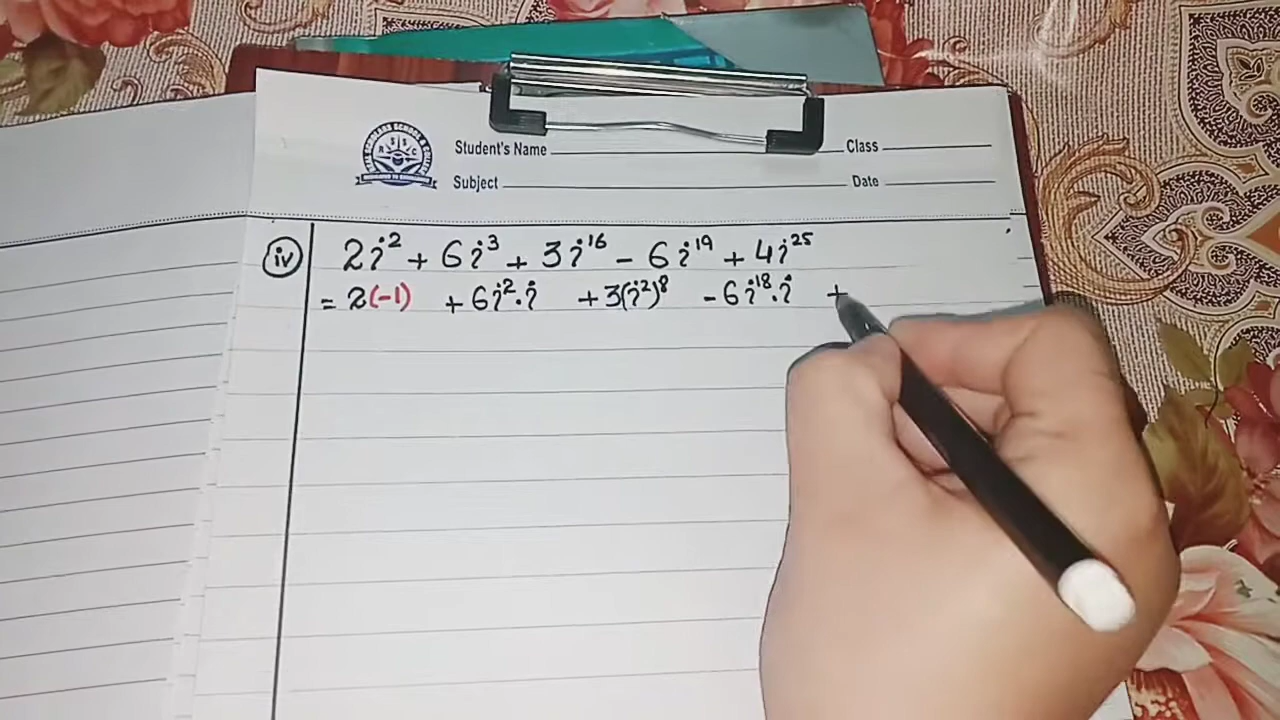 Student's Name Class
Subject Date
iv 2i² + 6i³ + 3i¹⁶ - 6i¹⁹ + 4i²⁵
= 2(-1) + 6i².i + 3(i²)⁸ - 6i¹⁸.i +